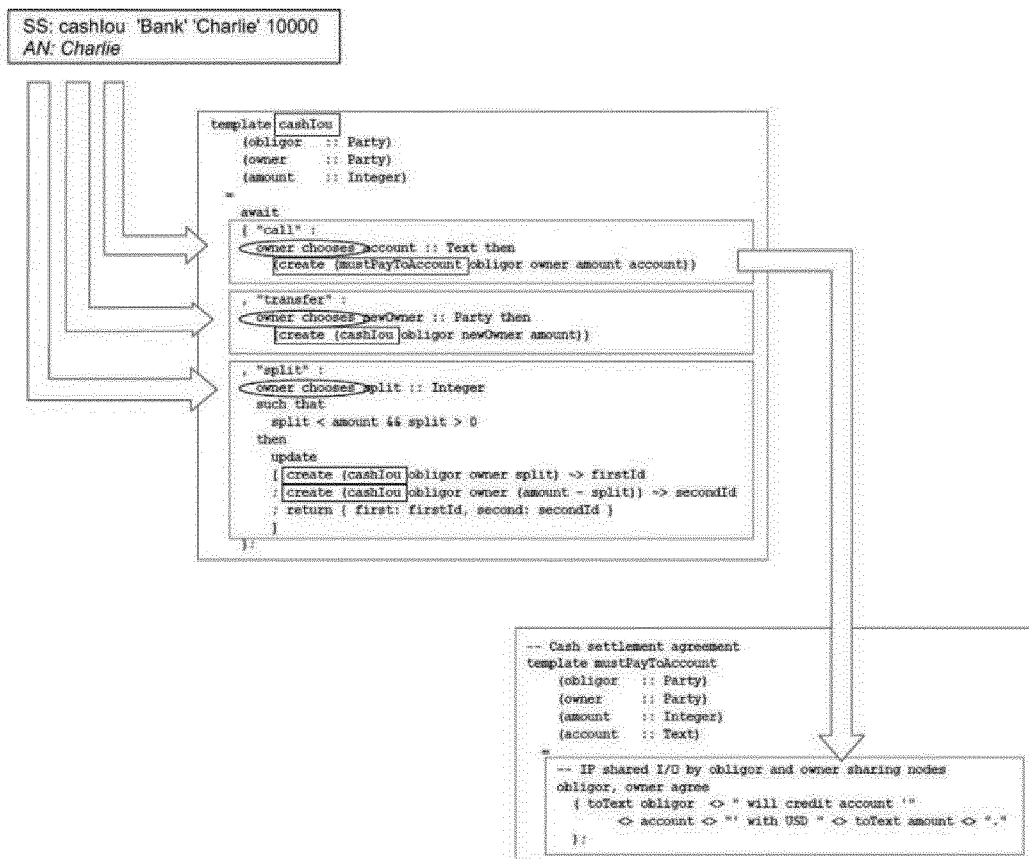 SS: cashIou 'Bank' 'Charlie' 10000
AN: Charlie
template cashIou
(obligor :: Party)
(owner :: Party)
(amount :: Integer)
=
await
{ "call" :
owner chooses account :: Text then
(create (mustPayToAccount obligor owner amount account))
, "transfer" :
owner chooses newOwner :: Party then
(create (cashIou obligor newOwner amount))
, "split" :
owner chooses split :: Integer
such that
split < amount && split > 0
then
update
{ create (cashIou obligor owner split) ~> firstId
; create (cashIou obligor owner (amount - split)) ~> secondId
; return { first: firstId, second: secondId }
}
};
-- Cash settlement agreement
template mustPayToAccount
(obligor :: Party)
(owner :: Party)
(amount :: Integer)
(account :: Text)
=
-- IP shared I/O by obligor and owner sharing nodes
obligor, owner agree
{ toText obligor <> " will credit account '"
<> account <> "' with USD " <> toText amount <> "."
};